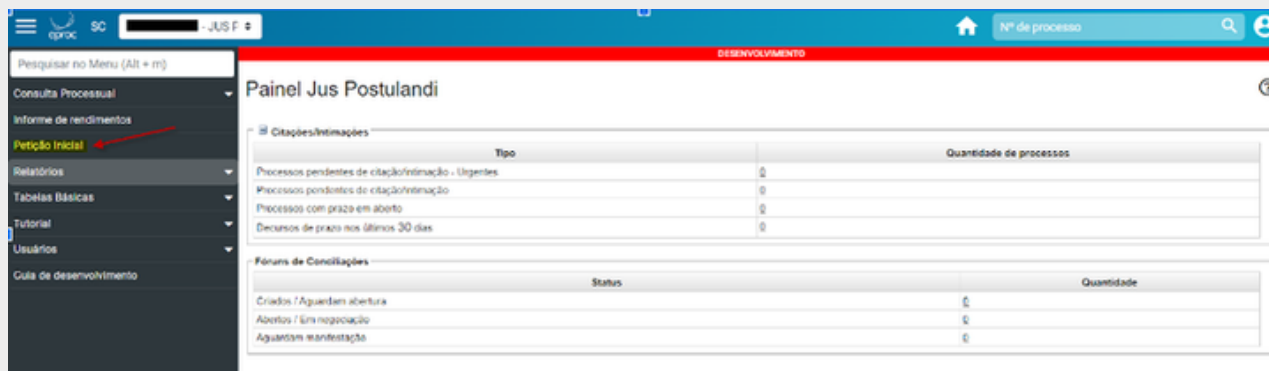 eproc SC - JUS F Nº de processo
DESENVOLVIMENTO
Pesquisar no Menu (Alt + m)
Consulta Processual
Informe de rendimentos
Petição Inicial
Relatórios
Tabelas Básicas
Tutorial
Usuários
Guia de desenvolvimento
Painel Jus Postulandi
Citações/Intimações
Tipo Quantidade de processos
Processos pendentes de citação/intimação - Urgentes 0
Processos pendentes de citação/intimação 0
Processos com prazo em aberto 0
Decursos de prazo nos últimos 30 dias 0
Fóruns de Conciliações
Status Quantidade
Criados / Aguardam abertura 0
Abertos / Em negociação 0
Aguardam manifestação 0